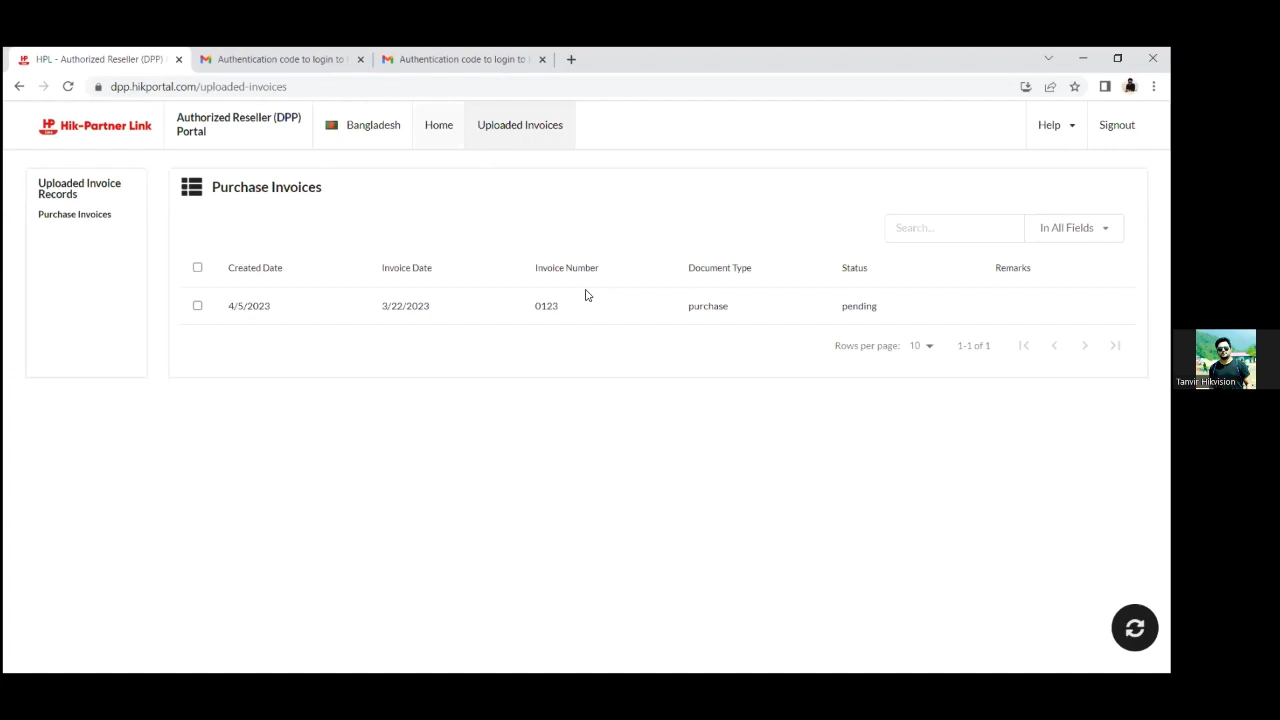 HPL - Authorized Reseller (DPP)
Authentication code to login to
Authentication code to login to
dpp.hikportal.com/uploaded-invoices
HP
Hik-Partner Link
Authorized Reseller (DPP)
Portal
Bangladesh
Home
Uploaded Invoices
Help
Signout
Uploaded Invoice
Records
Purchase Invoices
Purchase Invoices
Search...
In All Fields
Created Date Invoice Date Invoice Number Document Type Status Remarks
4/5/2023 3/22/2023 0123 purchase pending
Rows per page: 10 1-1 of 1
Tanvir Hikvision